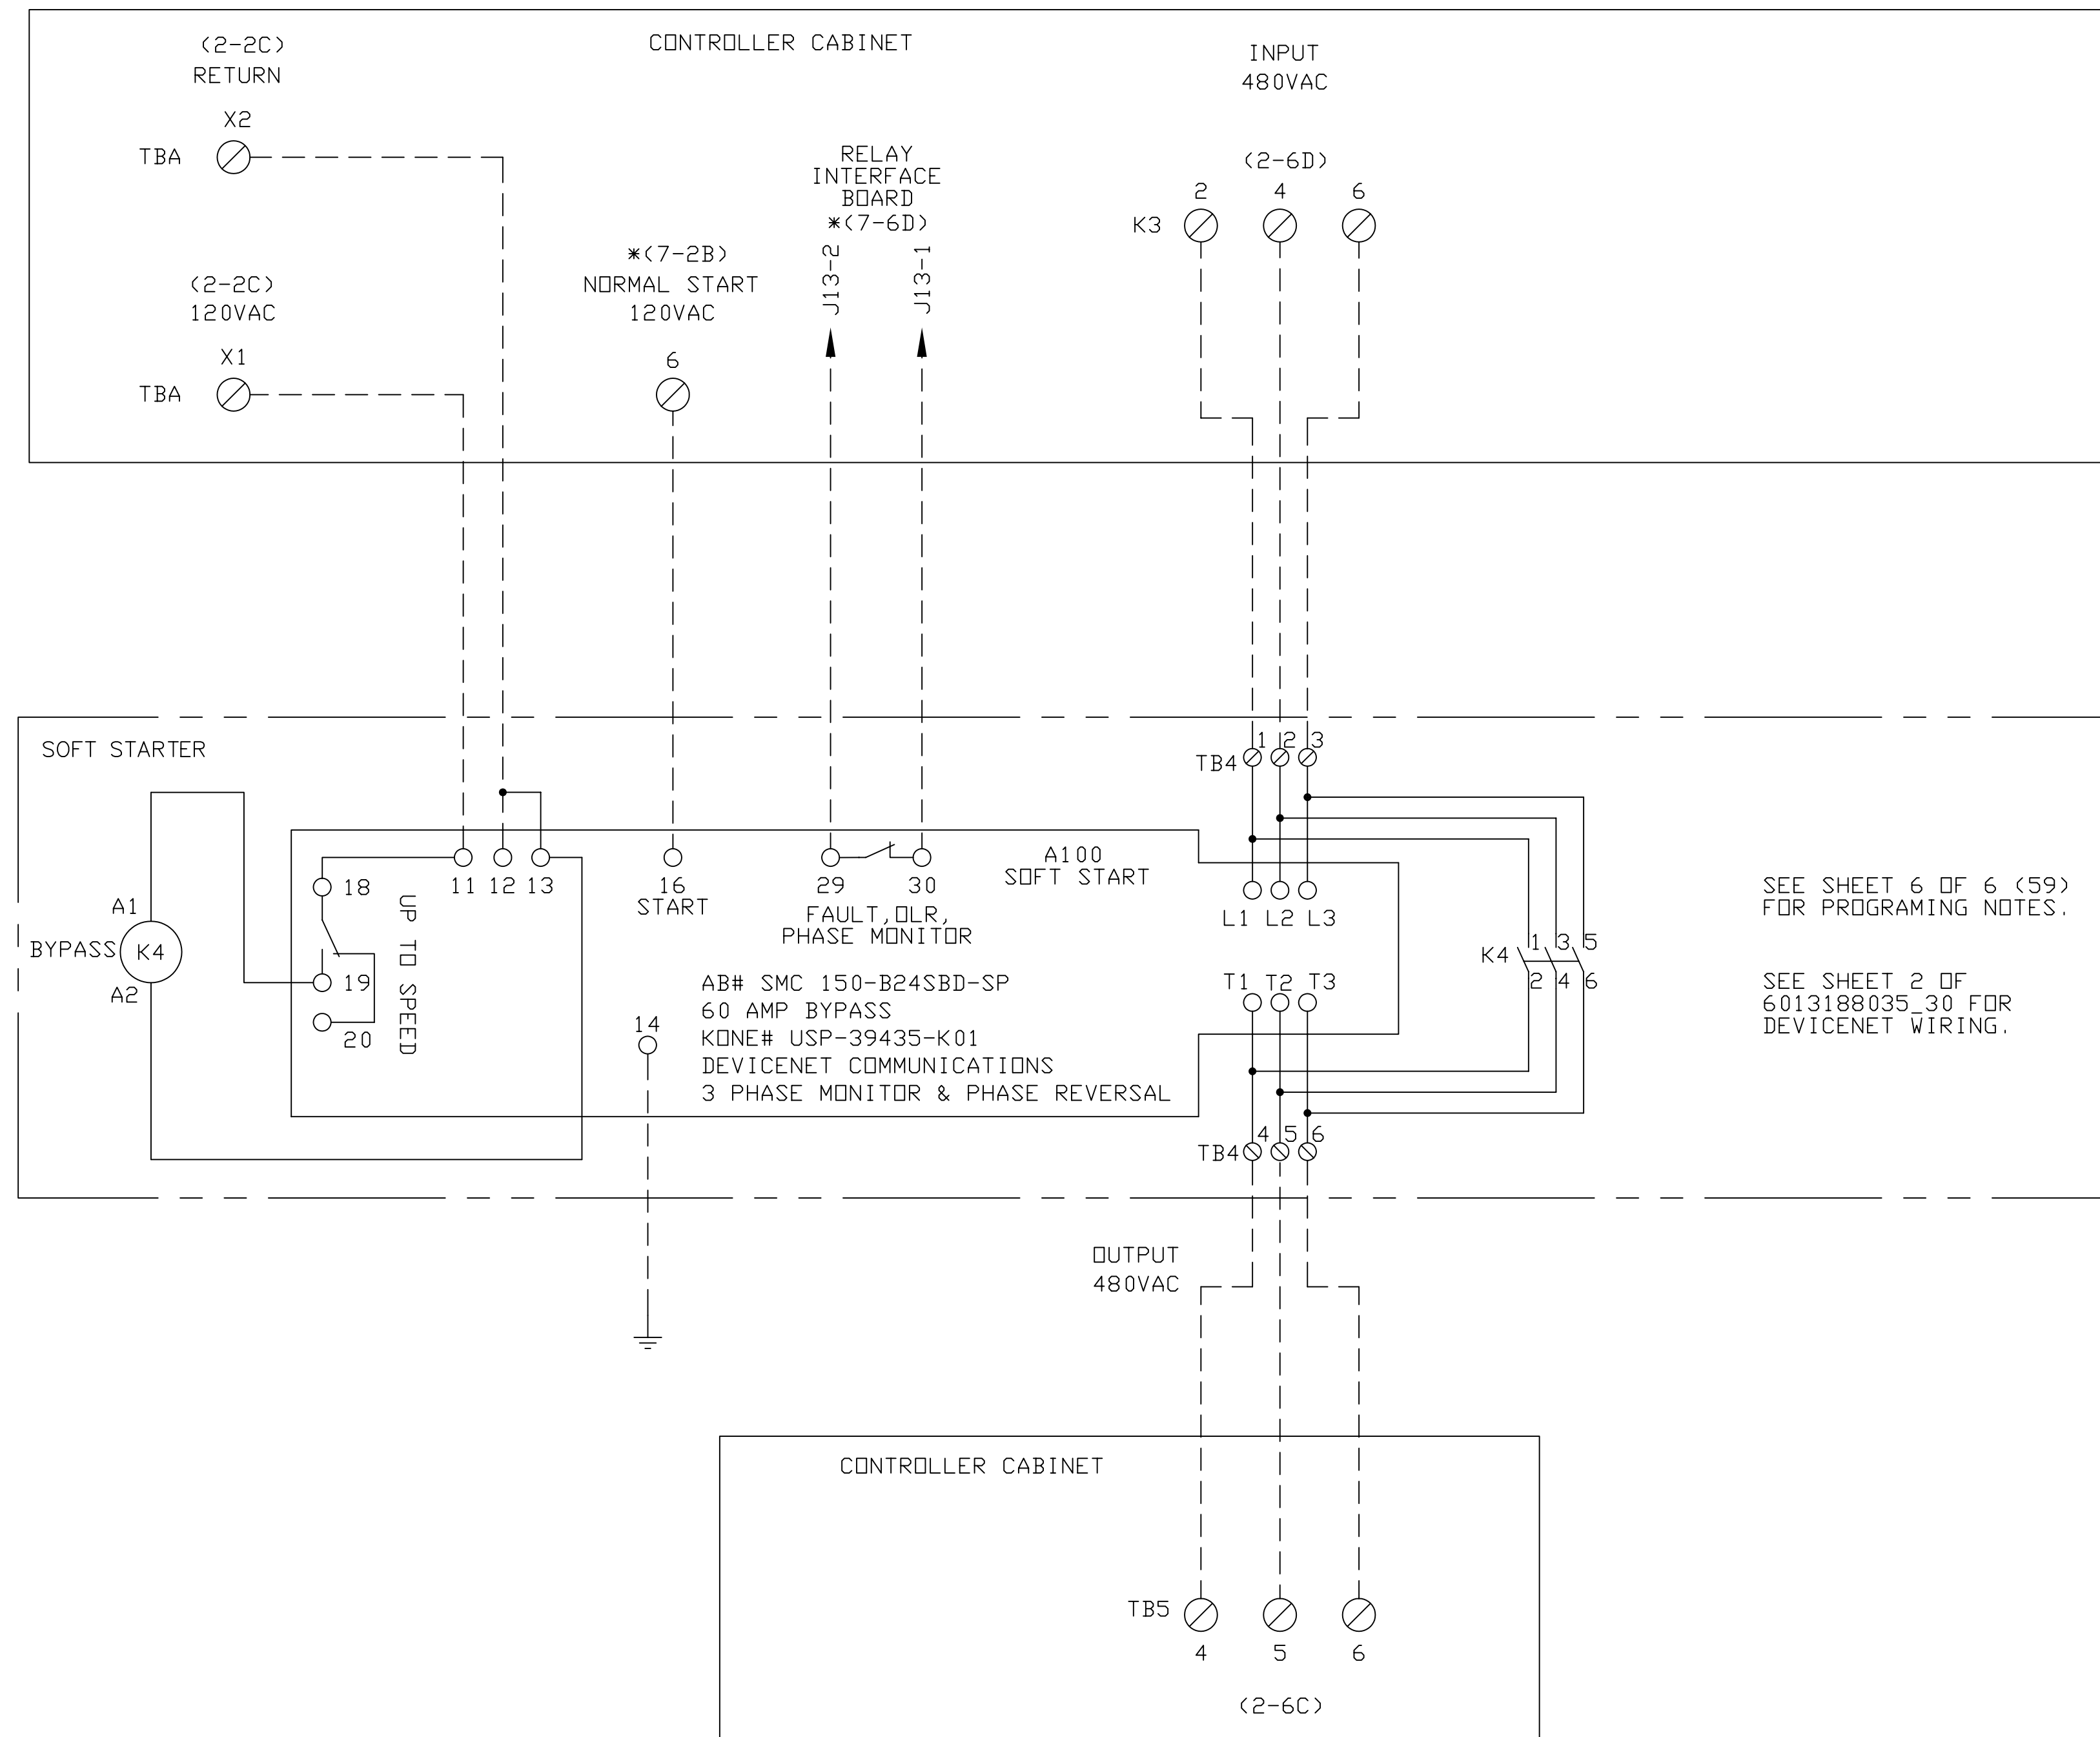 CONTROLLER CABINET
(2-2C)
RETURN
X2
TBA
(2-2C)
120VAC
X1
TBA
*(7-2B)
NORMAL START
120VAC
6
RELAY
INTERFACE
BOARD
*(7-6D)
J13-2
J13-1
INPUT
480VAC
(2-6D)
2 4 6
K3
SOFT STARTER
A1
BYPASS K4
A2
18
19
20
UP TO SPEED
11 12 13
16
START
14
29 30
FAULT,OLR,
PHASE MONITOR
A100
SOFT START
AB# SMC 150-B24SBD-SP
60 AMP BYPASS
KONE# USP-39435-K01
DEVICENET COMMUNICATIONS
3 PHASE MONITOR & PHASE REVERSAL
1 2 3
TB4
L1 L2 L3
T1 T2 T3
K4 1 3 5
2 4 6
4 5 6
TB4
SEE SHEET 6 OF 6 (59)
FOR PROGRAMING NOTES.
SEE SHEET 2 OF
6013188035_30 FOR
DEVICENET WIRING.
OUTPUT
480VAC
CONTROLLER CABINET
TB5
4 5 6
(2-6C)